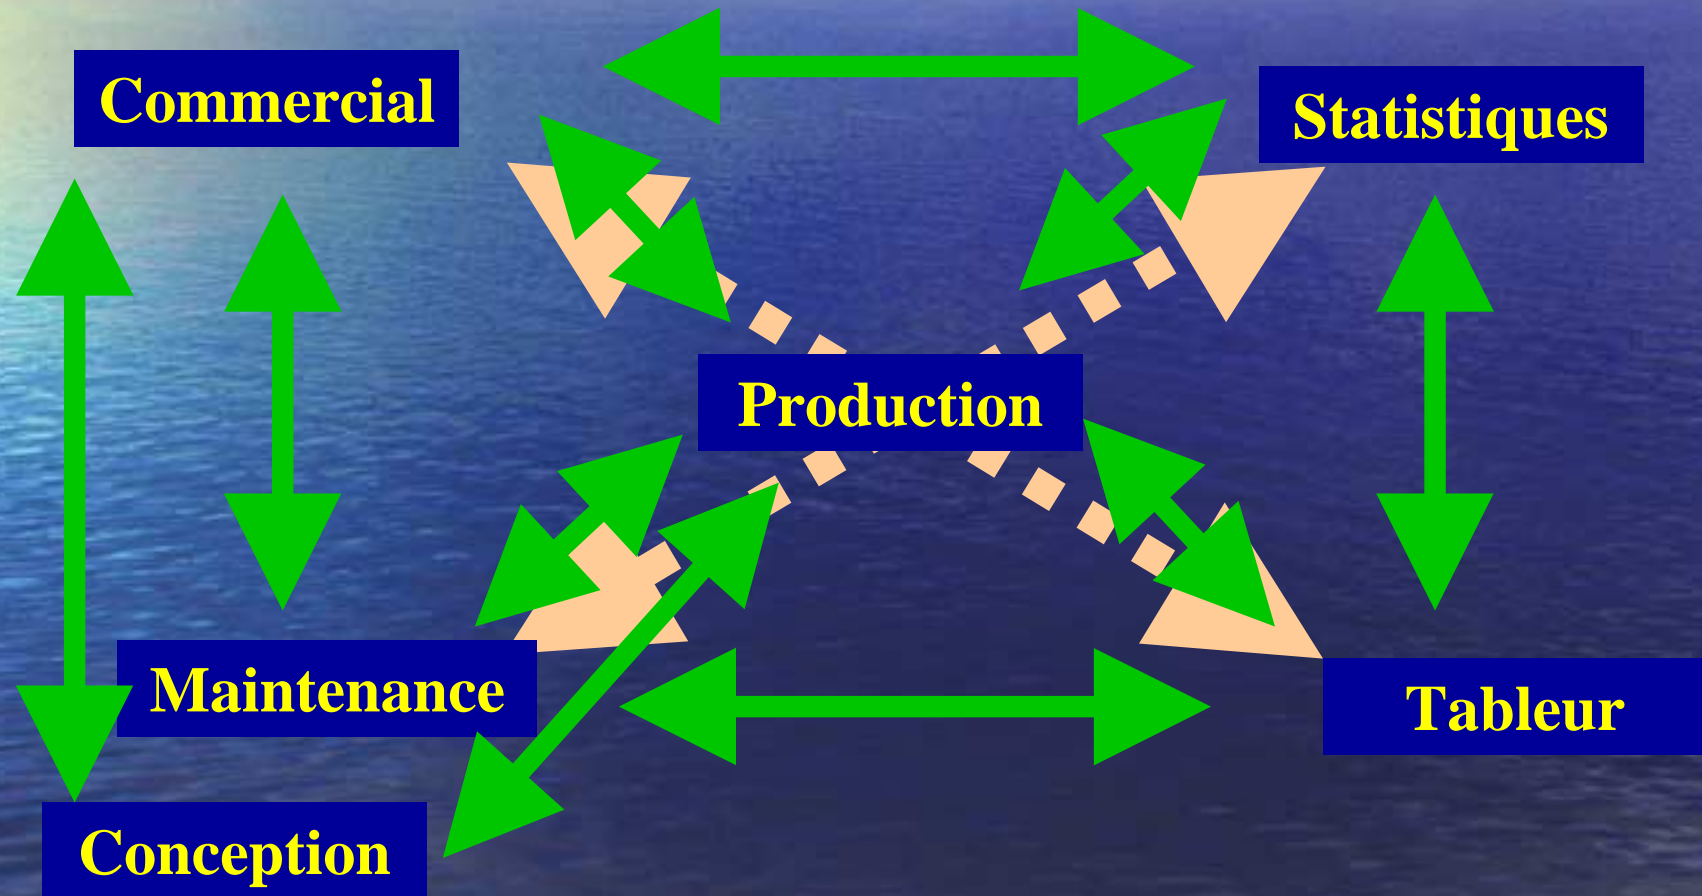 Commercial
Statistiques
Production
Maintenance
Tableur
Conception